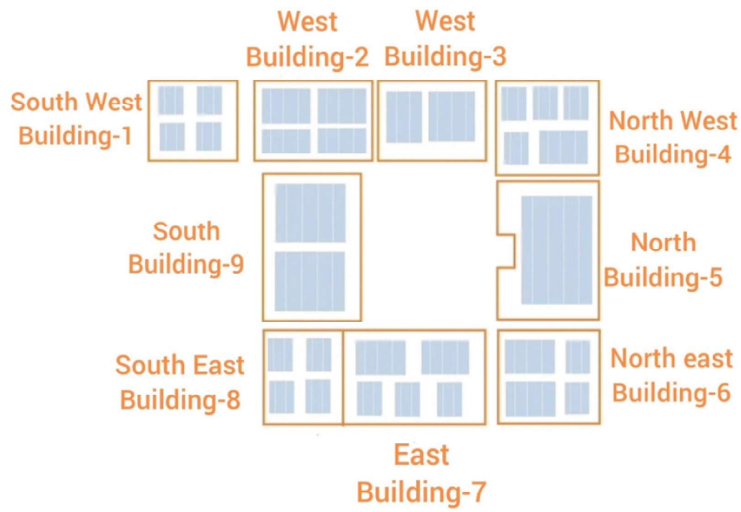 West
Building-2
West
Building-3
South West
Building-1
North West
Building-4
South
Building-9
North
Building-5
South East
Building-8
North east
Building-6
East
Building-7